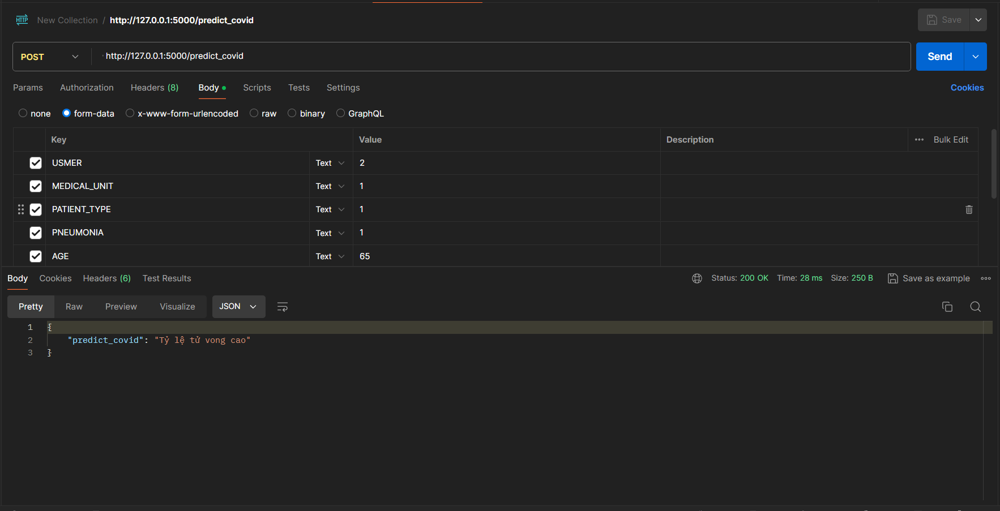 HTTP New Collection / http://127.0.0.1:5000/predict_covid Save
POST http://127.0.0.1:5000/predict_covid Send
Params Authorization Headers (8) Body Scripts Tests Settings Cookies
none form-data x-www-form-urlencoded raw binary GraphQL
Key Value Description Bulk Edit
USMER Text 2
MEDICAL_UNIT Text 1
PATIENT_TYPE Text 1
PNEUMONIA Text 1
AGE Text 65
Body Cookies Headers (6) Test Results Status: 200 OK Time: 28 ms Size: 250 B Save as example
Pretty Raw Preview Visualize JSON
1 {
2 "predict_covid": "Tỷ lệ tử vong cao"
3 }